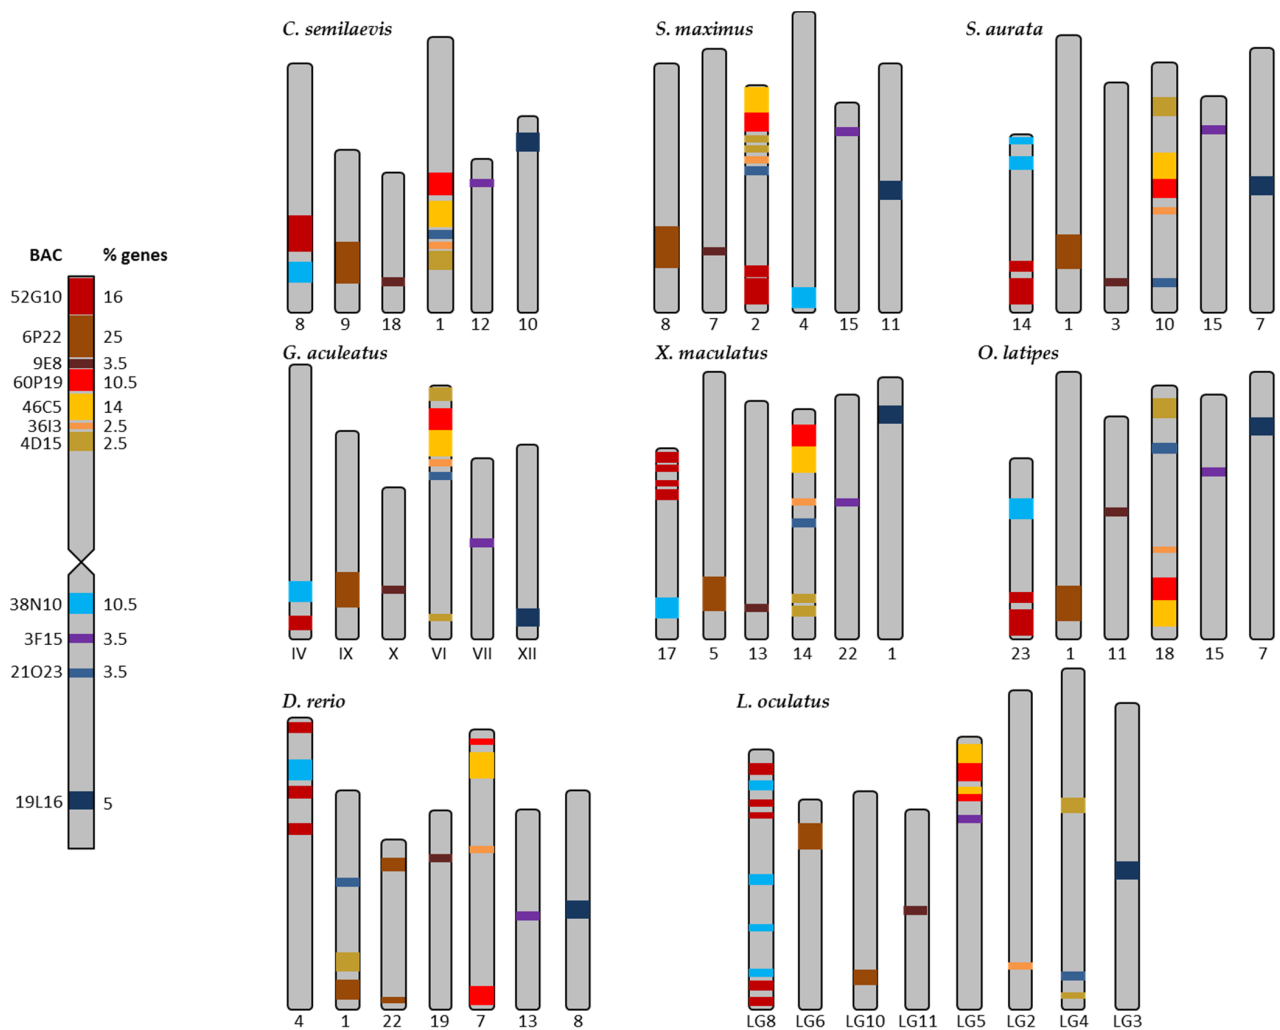 C. semilaevis
S. maximus
S. aurata
BAC % genes
52G10 16
6P22 25
9E8 3.5
60P19 10.5
46C5 14
36I3 2.5
4D15 2.5
38N10 10.5
3F15 3.5
21O23 3.5
19L16 5
8 9 18 1 12 10
8 7 2 4 15 11
14 1 3 10 15 7
G. aculeatus
X. maculatus
O. latipes
IV IX X VI VII XII
17 5 13 14 22 1
23 1 11 18 15 7
D. rerio
L. oculatus
4 1 22 19 7 13 8
LG8 LG6 LG10 LG11 LG5 LG2 LG4 LG3